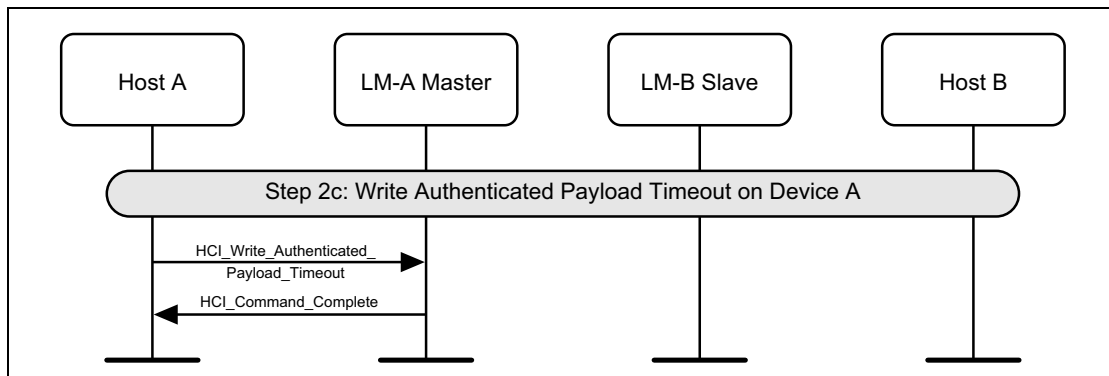 Host A
LM-A Master
LM-B Slave
Host B
Step 2c: Write Authenticated Payload Timeout on Device A
HCI_Write_Authenticated_
Payload_Timeout
HCI_Command_Complete